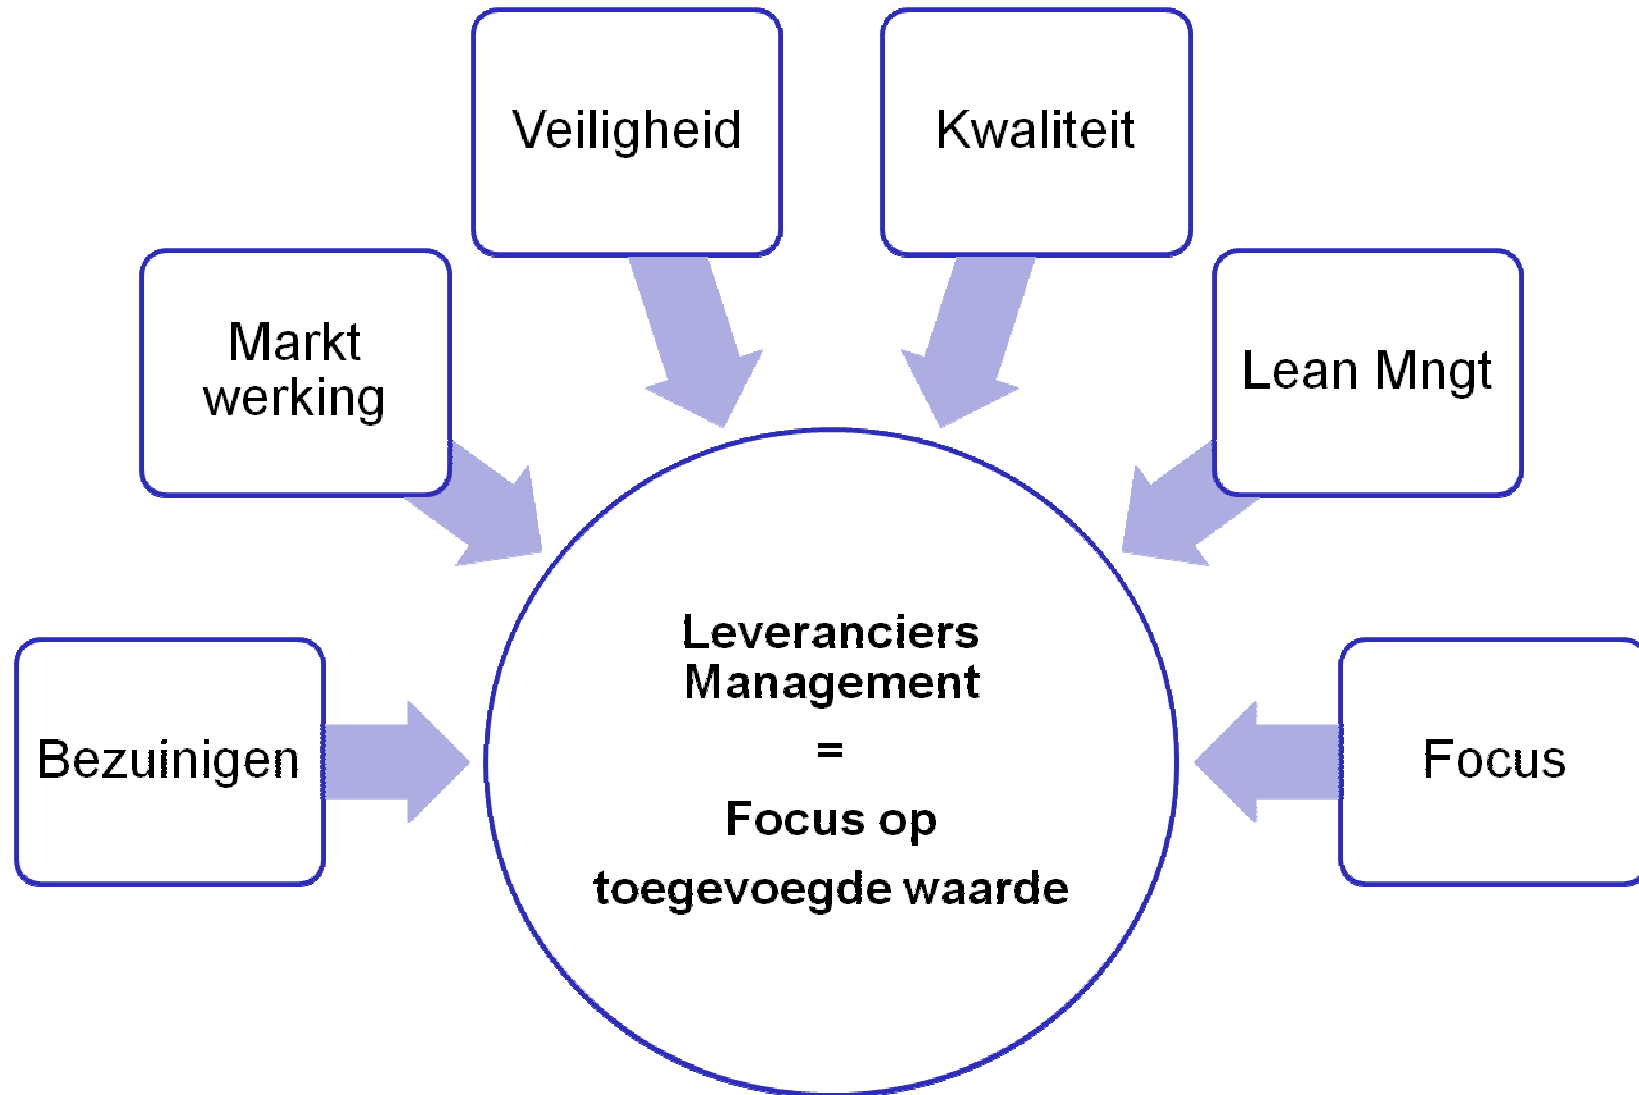 Veiligheid
Kwaliteit
Markt
werking
Lean Mngt
Bezuinigen
Focus
Leveranciers
Management
=
Focus op
toegevoegde waarde